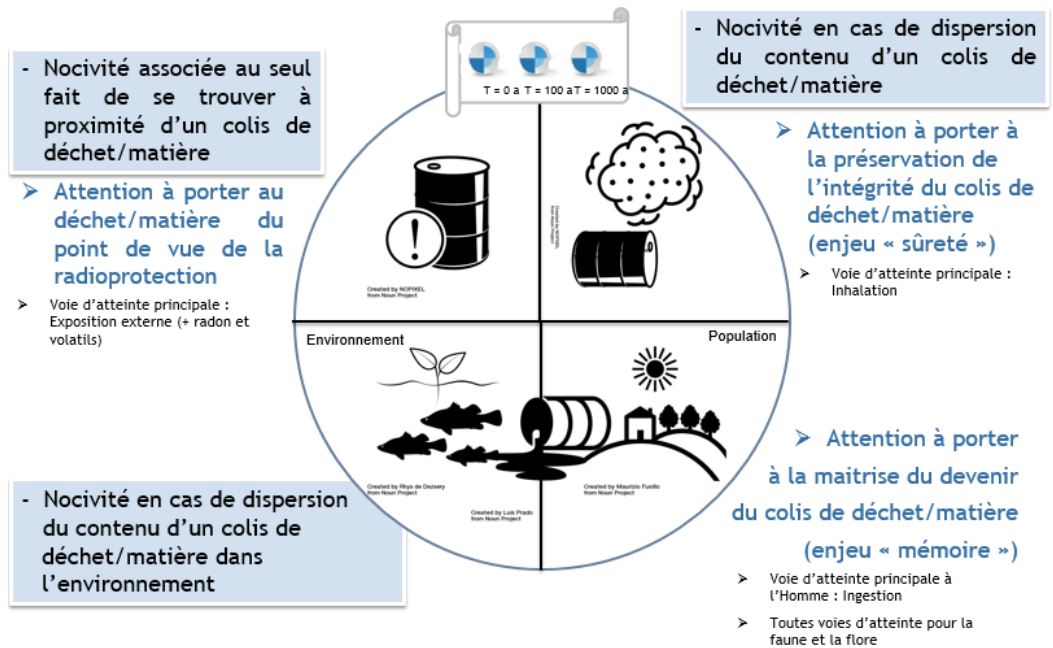 - Nocivité associée au seul
fait de se trouver à
proximité d'un colis de
déchet/matière
➤ Attention à porter au
déchet/matière du
point de vue de la
radioprotection
➤ Voie d'atteinte principale :
Exposition externe (+ radon et
volatils)
T = 0 a T = 100 a T = 1000 a
- Nocivité en cas de dispersion
du contenu d'un colis de
déchet/matière
➤ Attention à porter à
la préservation de
l'intégrité du colis de
déchet/matière
(enjeu « sûreté »)
➤ Voie d'atteinte principale :
Inhalation
Created by NOPIXEL
from Noun Project
Created by NOPIXEL
from Noun Project
Environnement
Population
Created by Rhys de Dezsery
from Noun Project
Created by Luis Prado
from Noun Project
Created by Maurizio Fusillo
from Noun Project
- Nocivité en cas de dispersion
du contenu d'un colis de
déchet/matière dans
l'environnement
➤ Attention à porter
à la maitrise du devenir
du colis de déchet/matière
(enjeu « mémoire »)
➤ Voie d'atteinte principale à
l'Homme : Ingestion
➤ Toutes voies d'atteinte pour la
faune et la flore